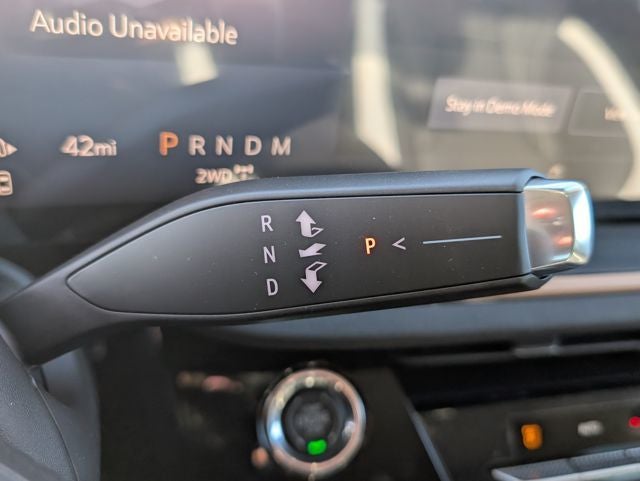 Audio Unavailable
Stay in Demo Mode
42mi
P R N D M
2WD
R
N
P <
D